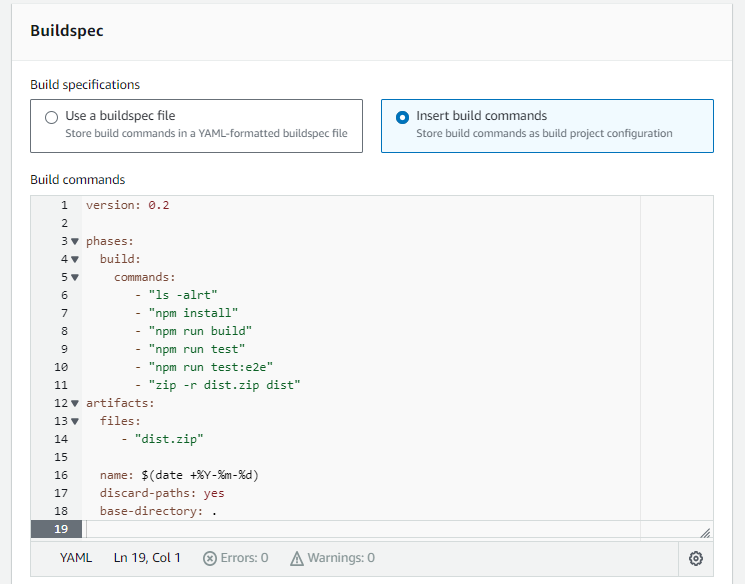 Buildspec
Build specifications
Use a buildspec file
Store build commands in a YAML-formatted buildspec file
Insert build commands
Store build commands as build project configuration
Build commands
1 version: 0.2
2
3 phases:
4 build:
5 commands:
6 - "ls -alrt"
7 - "npm install"
8 - "npm run build"
9 - "npm run test"
10 - "npm run test:e2e"
11 - "zip -r dist.zip dist"
12 artifacts:
13 files:
14 - "dist.zip"
15
16 name: $(date +%Y-%m-%d)
17 discard-paths: yes
18 base-directory: .
19
YAML Ln 19, Col 1 Errors: 0 Warnings: 0